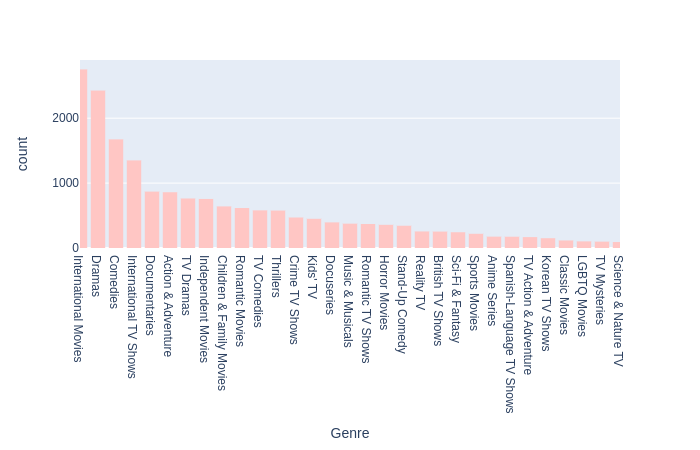 2000
1000
0
count
International Movies
Dramas
Comedies
International TV Shows
Documentaries
Action & Adventure
TV Dramas
Independent Movies
Children & Family Movies
Romantic Movies
TV Comedies
Thrillers
Crime TV Shows
Kids' TV
Docuseries
Music & Musicals
Romantic TV Shows
Horror Movies
Stand-Up Comedy
Reality TV
British TV Shows
Sci-Fi & Fantasy
Sports Movies
Anime Series
Spanish-Language TV Shows
TV Action & Adventure
Korean TV Shows
Classic Movies
LGBTQ Movies
TV Mysteries
Science & Nature TV
Genre